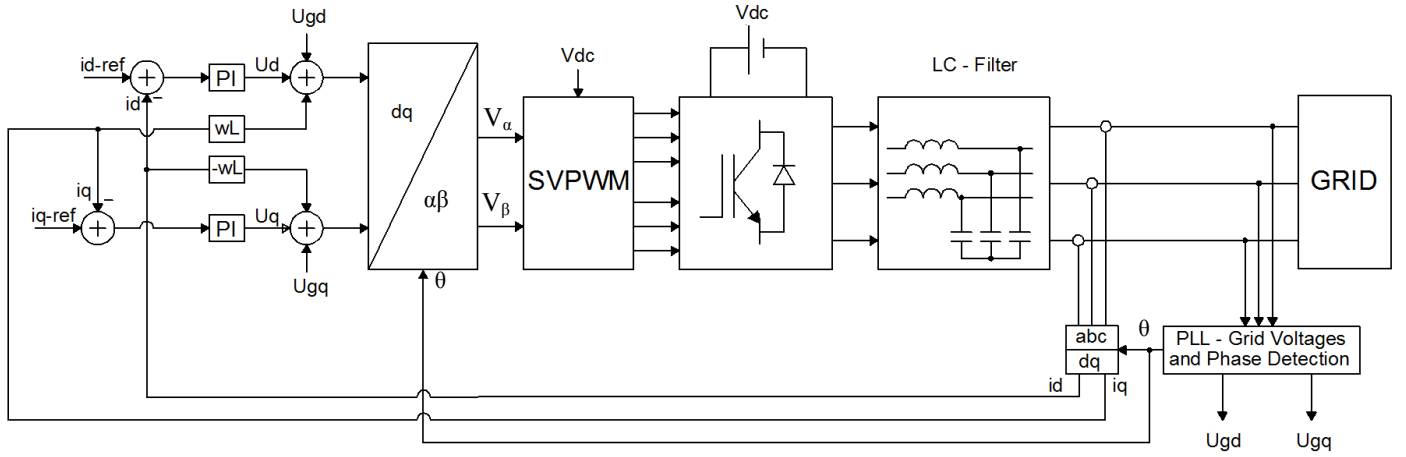 Ugd
Vdc
id-ref
+
PI
Ud
+
id
−
Vdc
LC - Filter
dq
αβ
wL
-wL
Vα
Vβ
SVPWM
GRID
iq
−
iq-ref
+
PI
Uq
+
Ugq
θ
abc
dq
θ
PLL - Grid Voltages
and Phase Detection
id
iq
Ugd
Ugq